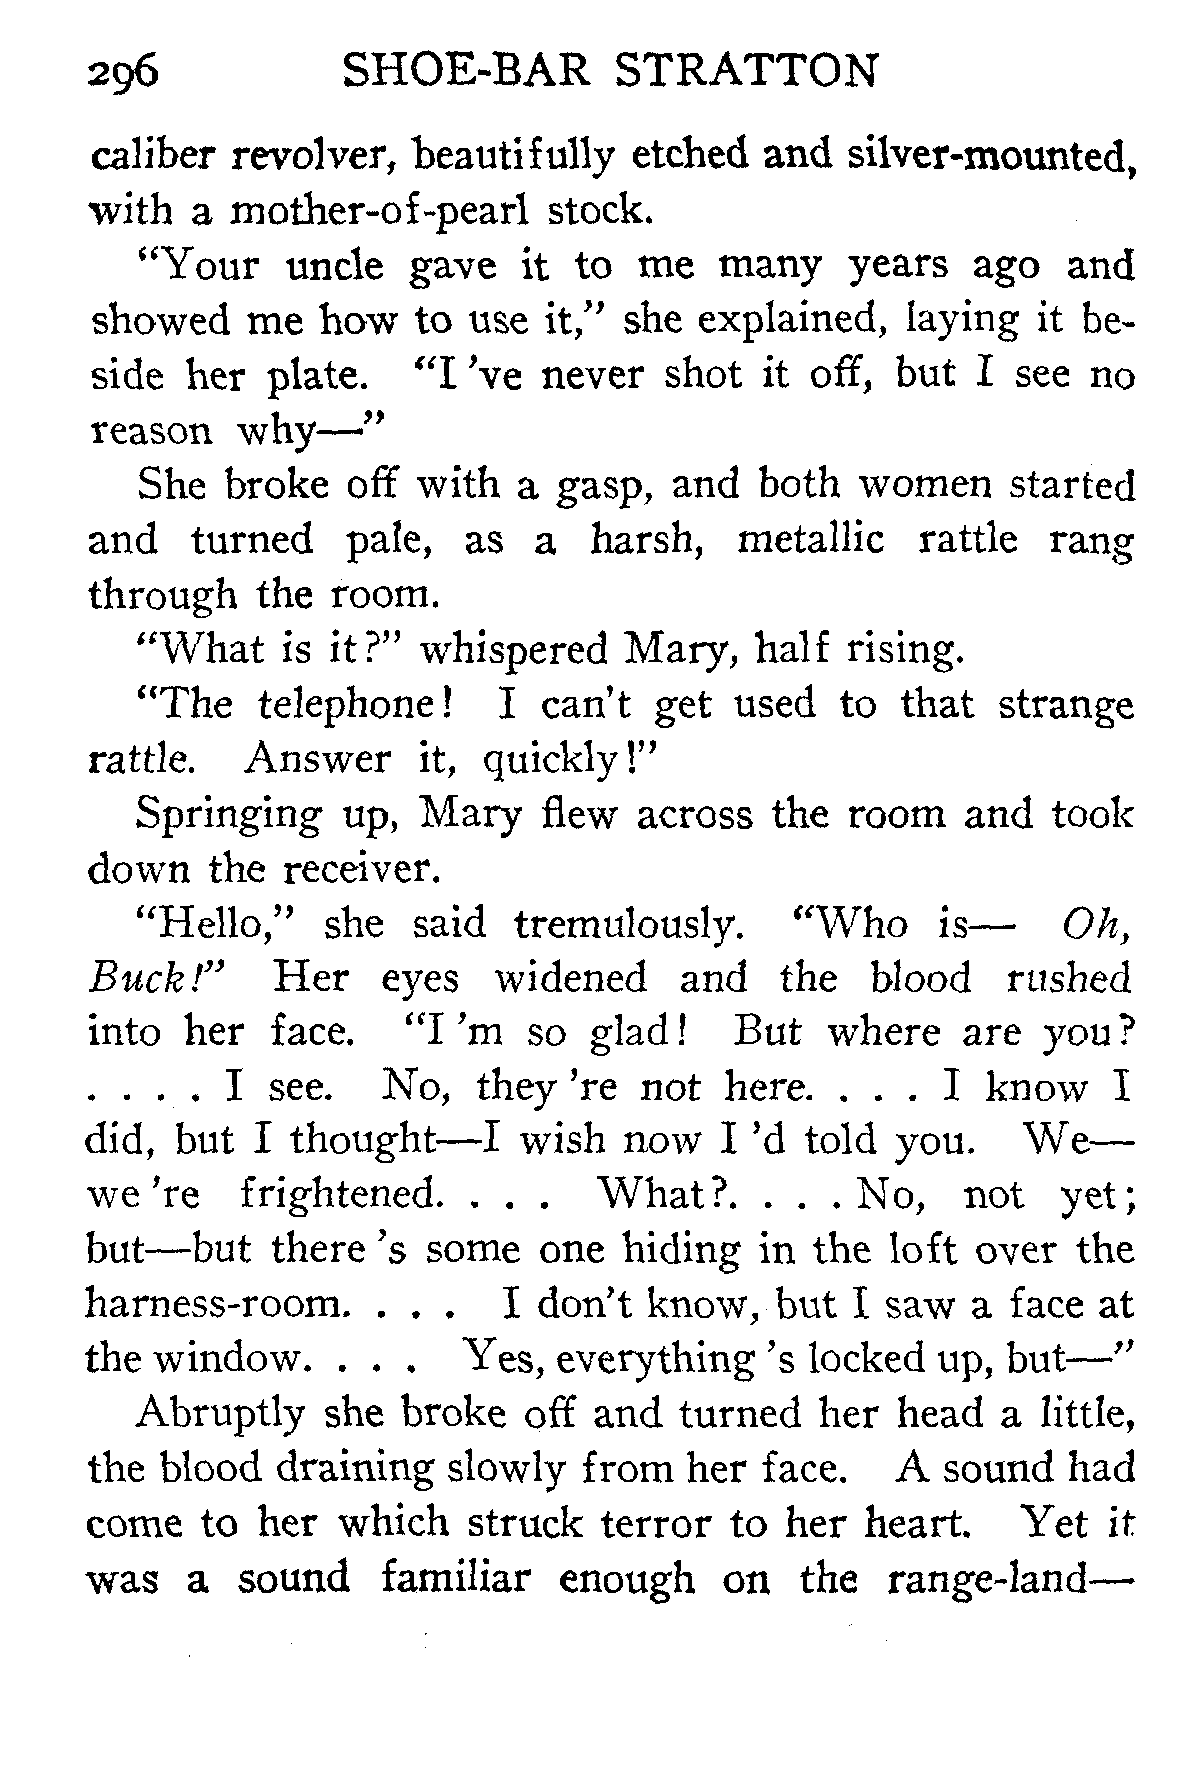 296 SHOE-BAR STRATTON
caliber revolver, beautifully etched and silver-mounted,
with a mother-of-pearl stock.
"Your uncle gave it to me many years ago and
showed me how to use it," she explained, laying it be-
side her plate. "I 've never shot it off, but I see no
reason why—"
She broke off with a gasp, and both women started
and turned pale, as a harsh, metallic rattle rang
through the room.
"What is it?" whispered Mary, half rising.
"The telephone! I can't get used to that strange
rattle. Answer it, quickly!"
Springing up, Mary flew across the room and took
down the receiver.
"Hello," she said tremulously. "Who is— Oh,
Buck!" Her eyes widened and the blood rushed
into her face. "I 'm so glad! But where are you?
. . . . I see. No, they 're not here. . . . I know I
did, but I thought—I wish now I 'd told you. We—
we 're frightened. . . . What?. . . . No, not yet;
but—but there 's some one hiding in the loft over the
harness-room. . . . I don't know, but I saw a face at
the window. . . . Yes, everything 's locked up, but—"
Abruptly she broke off and turned her head a little,
the blood draining slowly from her face. A sound had
come to her which struck terror to her heart. Yet it
was a sound familiar enough on the range-land—